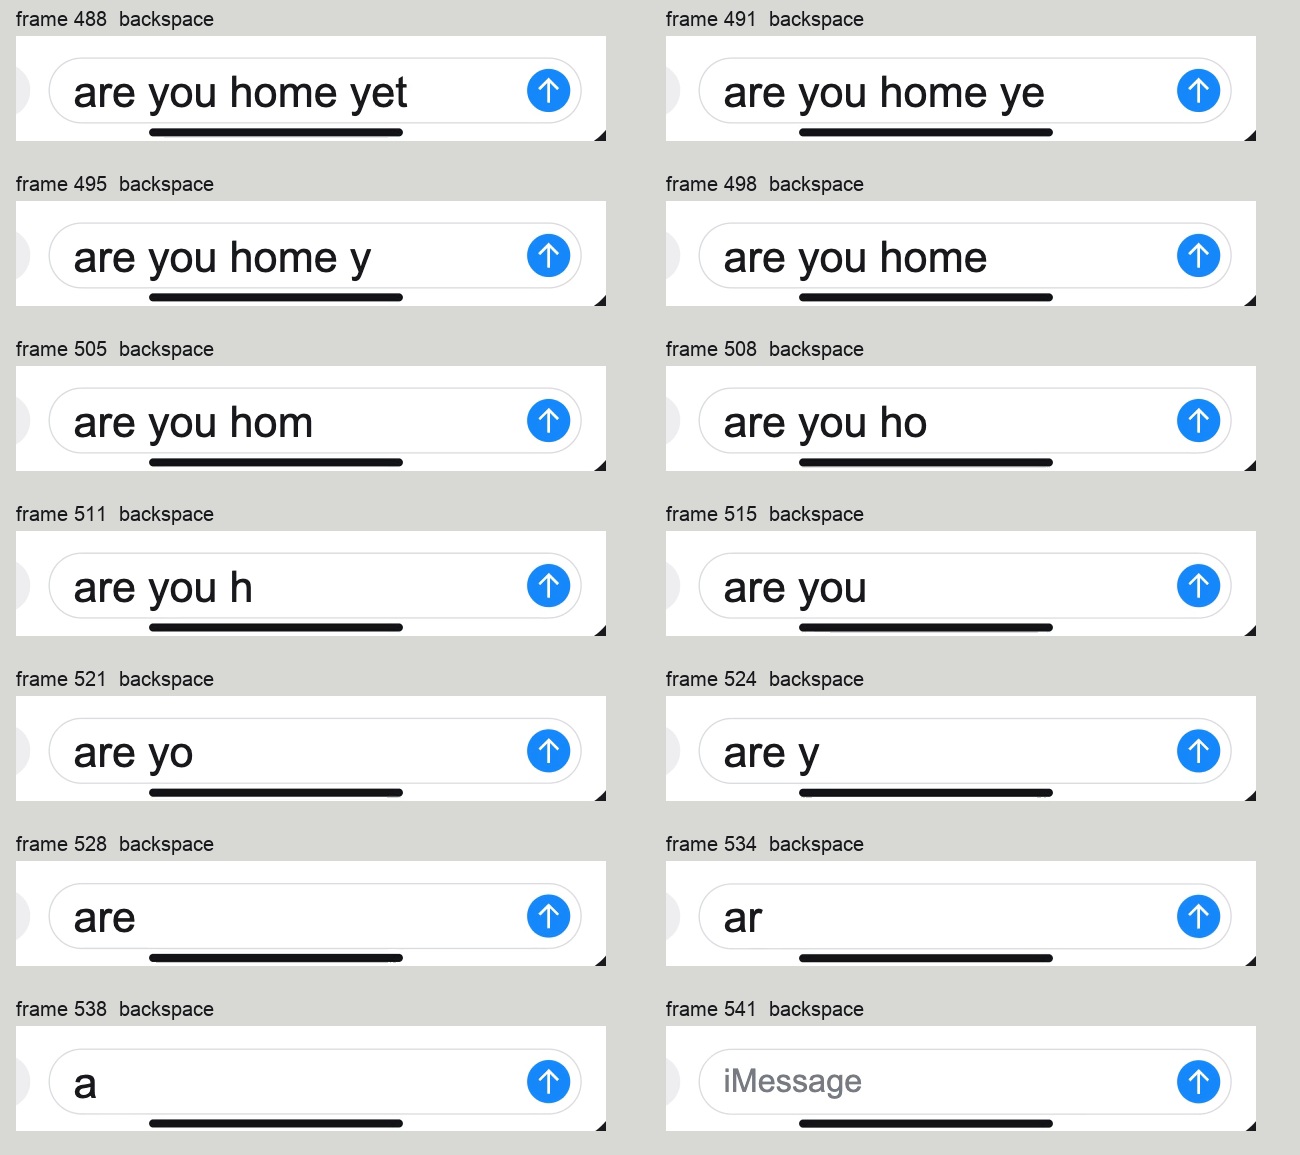 frame 488 backspace
are you home yet
frame 491 backspace
are you home ye
frame 495 backspace
are you home y
frame 498 backspace
are you home
frame 505 backspace
are you hom
frame 508 backspace
are you ho
frame 511 backspace
are you h
frame 515 backspace
are you
frame 521 backspace
are yo
frame 524 backspace
are y
frame 528 backspace
are
frame 534 backspace
ar
frame 538 backspace
a
frame 541 backspace
iMessage